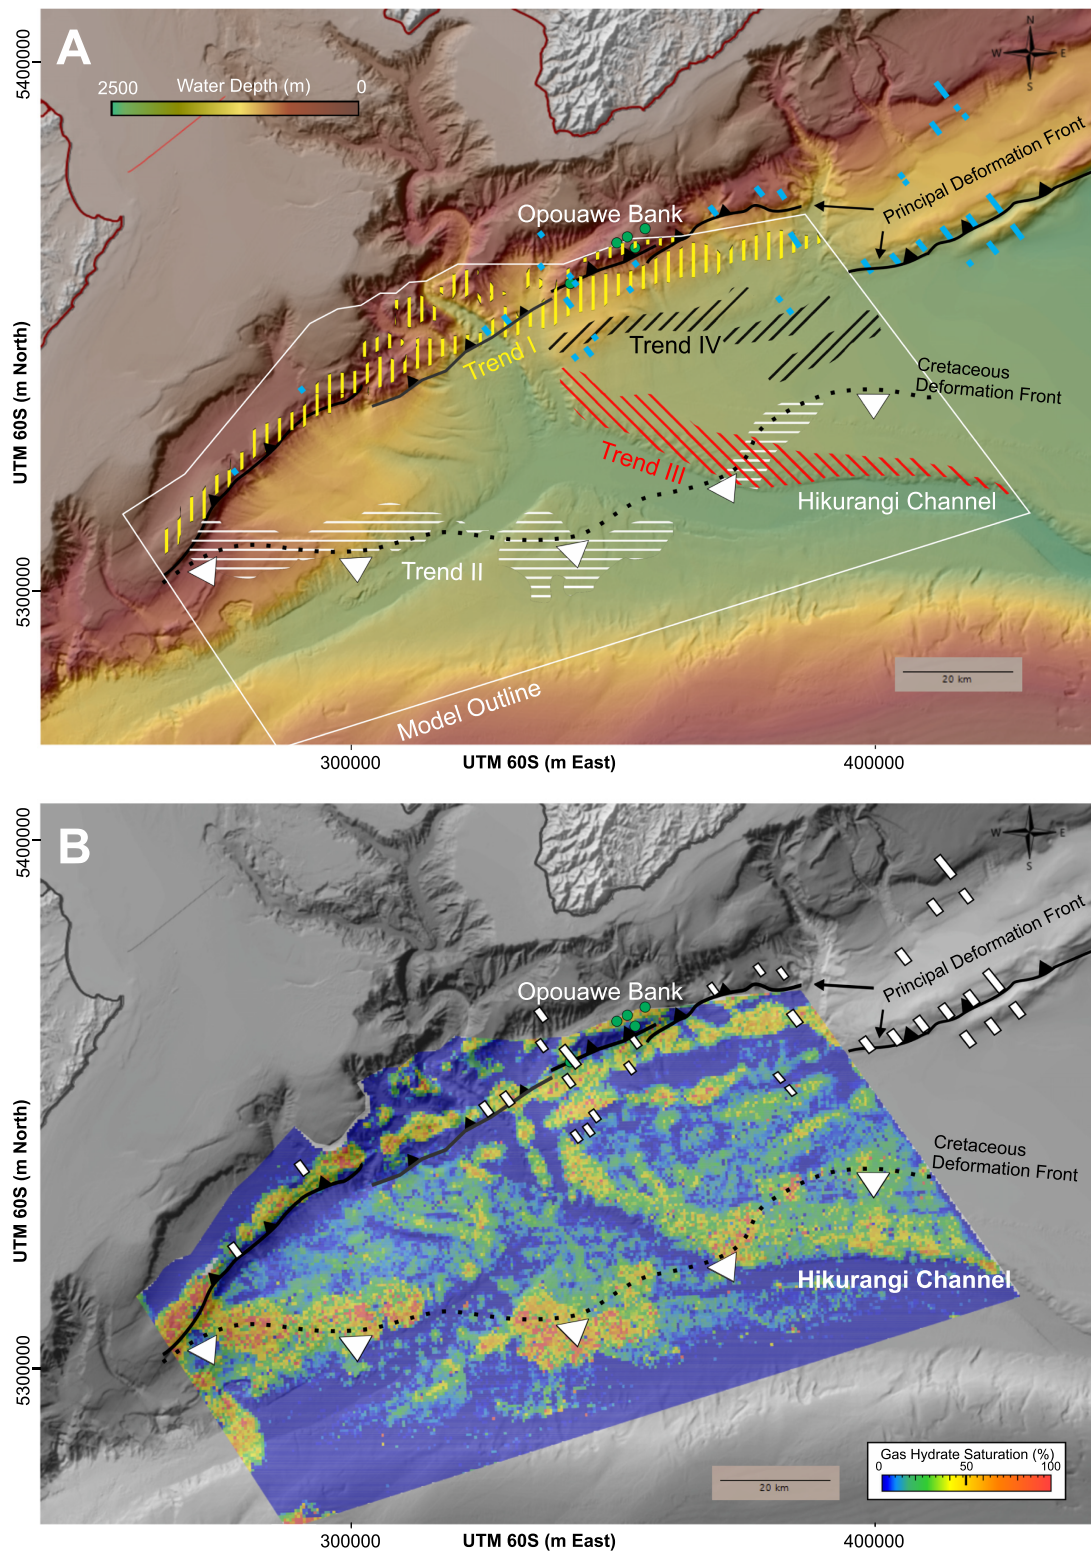 A
5400000
2500
Water Depth (m)
0
N
W
E
S
Principal Deformation Front
Opouawe Bank
Trend I
Trend IV
Cretaceous
Deformation Front
Trend III
Hikurangi Channel
Trend II
UTM 60S (m North)
5300000
20 km
Model Outline
300000
UTM 60S (m East)
400000
B
5400000
W
E
S
Principal Deformation Front
Opouawe Bank
Cretaceous
Deformation Front
UTM 60S (m North)
Hikurangi Channel
5300000
Gas Hydrate Saturation (%)
0
50
100
20 km
300000
UTM 60S (m East)
400000